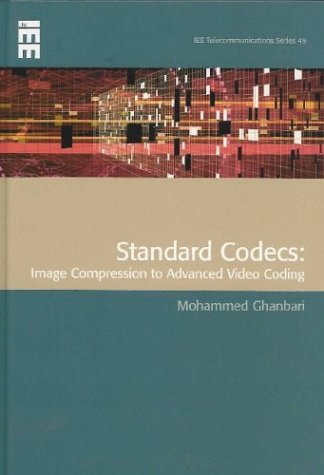 IEE
IEE Telecommunications Series 49
Standard Codecs:
Image Compression to Advanced Video Coding
Mohammed Ghanbari